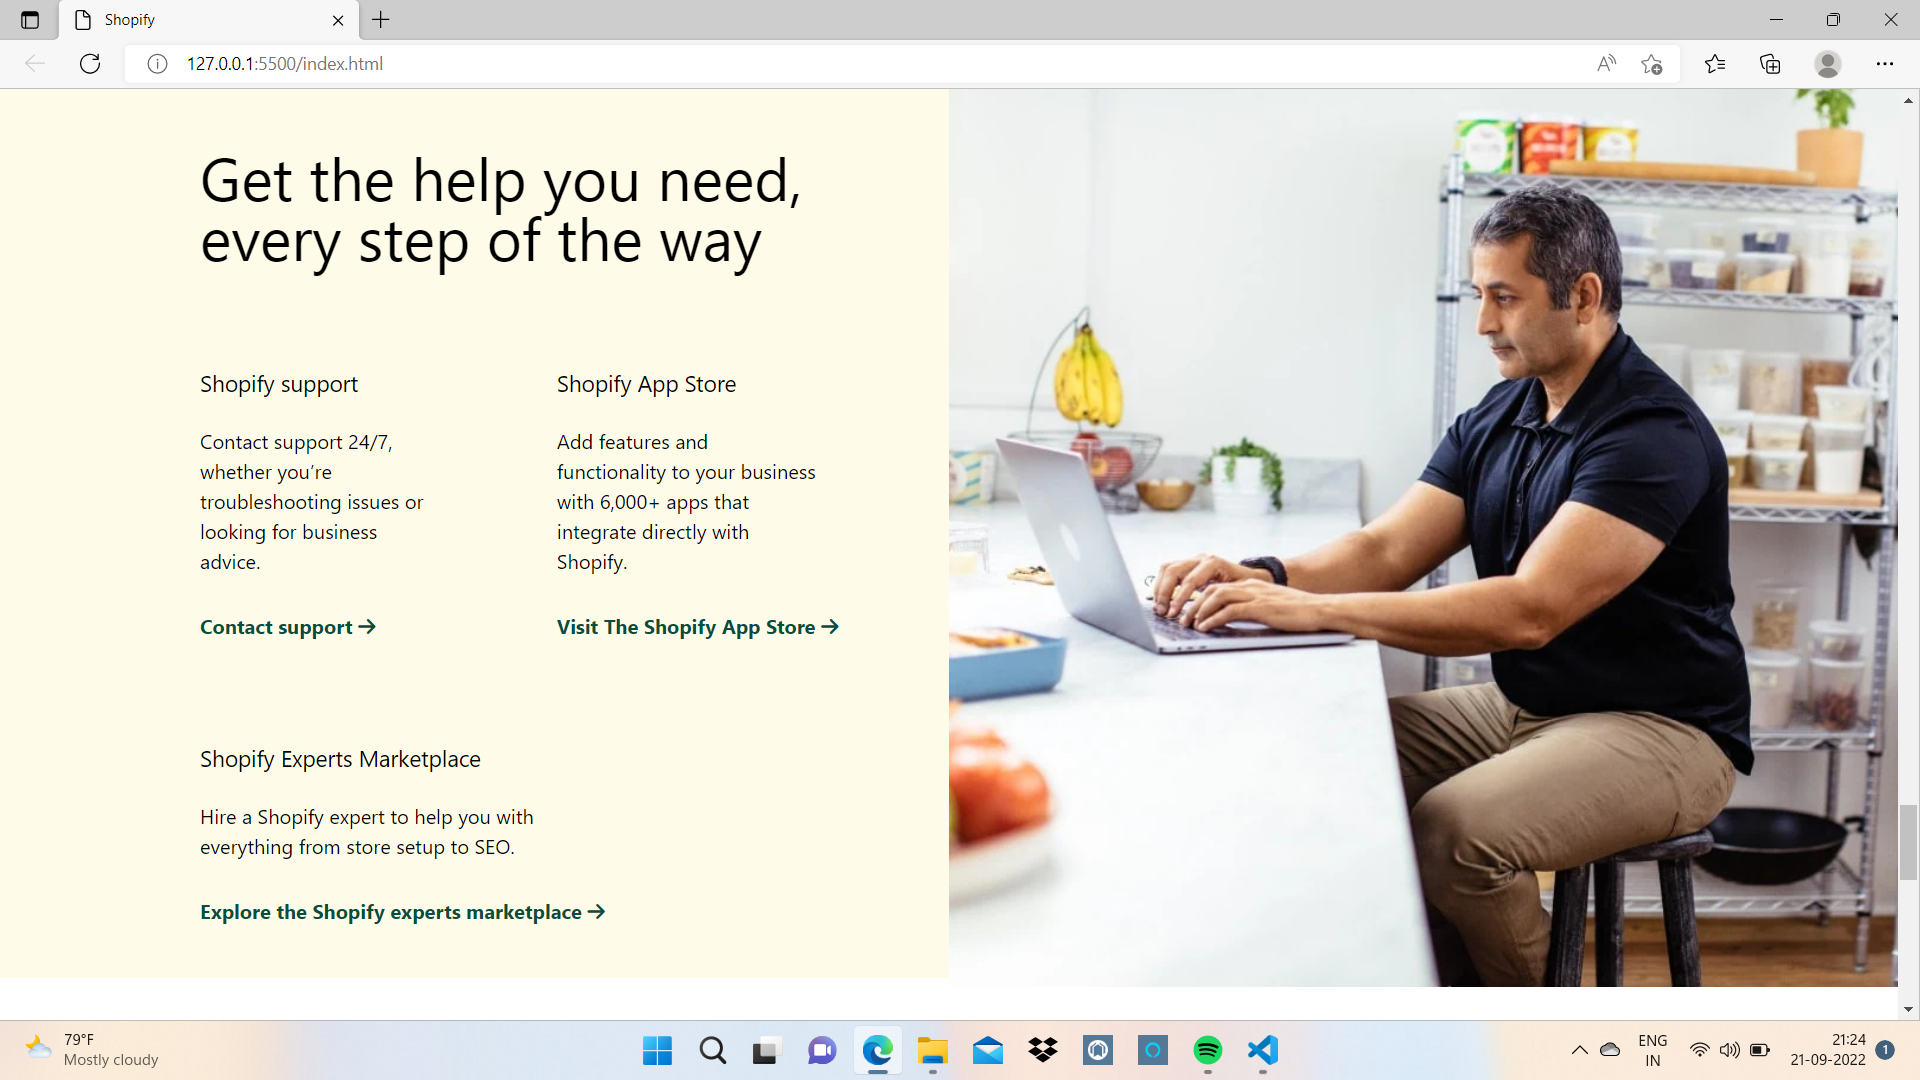 Shopify
127.0.0.1:5500/index.html
Get the help you need,
every step of the way
Shopify support
Contact support 24/7,
whether you’re
troubleshooting issues or
looking for business
advice.
Contact support →
Shopify App Store
Add features and
functionality to your business
with 6,000+ apps that
integrate directly with
Shopify.
Visit The Shopify App Store →
Shopify Experts Marketplace
Hire a Shopify expert to help you with
everything from store setup to SEO.
Explore the Shopify experts marketplace →
79°F
Mostly cloudy
ENG
IN
21:24
21-09-2022
1